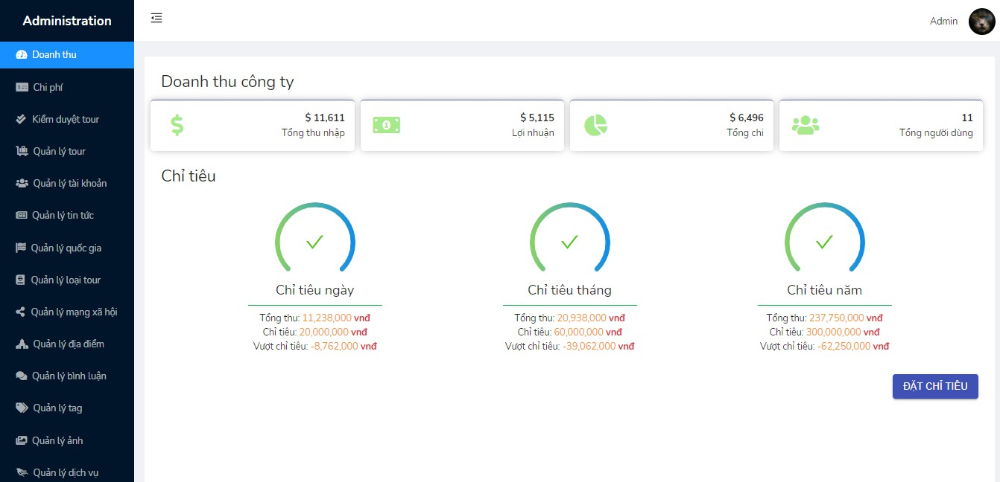 Administration
Admin
Doanh thu
Chi phí
Kiểm duyệt tour
Quản lý tour
Quản lý tài khoản
Quản lý tin tức
Quản lý quốc gia
Quản lý loại tour
Quản lý mạng xã hội
Quản lý địa điểm
Quản lý bình luận
Quản lý tag
Quản lý ảnh
Quản lý dịch vụ
Doanh thu công ty
$ 11,611
Tổng thu nhập
1
$ 5,115
Lợi nhuận
$ 6,496
Tổng chi
11
Tổng người dùng
Chỉ tiêu
Chỉ tiêu ngày
Tổng thu: 11,238,000 vnđ
Chỉ tiêu: 20,000,000 vnđ
Vượt chỉ tiêu: -8,762,000 vnđ
Chỉ tiêu tháng
Tổng thu: 20,938,000 vnđ
Chỉ tiêu: 60,000,000 vnđ
Vượt chỉ tiêu: -39,062,000 vnđ
Chỉ tiêu năm
Tổng thu: 237,750,000 vnđ
Chỉ tiêu: 300,000,000 vnđ
Vượt chỉ tiêu: -62,250,000 vnđ
ĐẶT CHỈ TIÊU